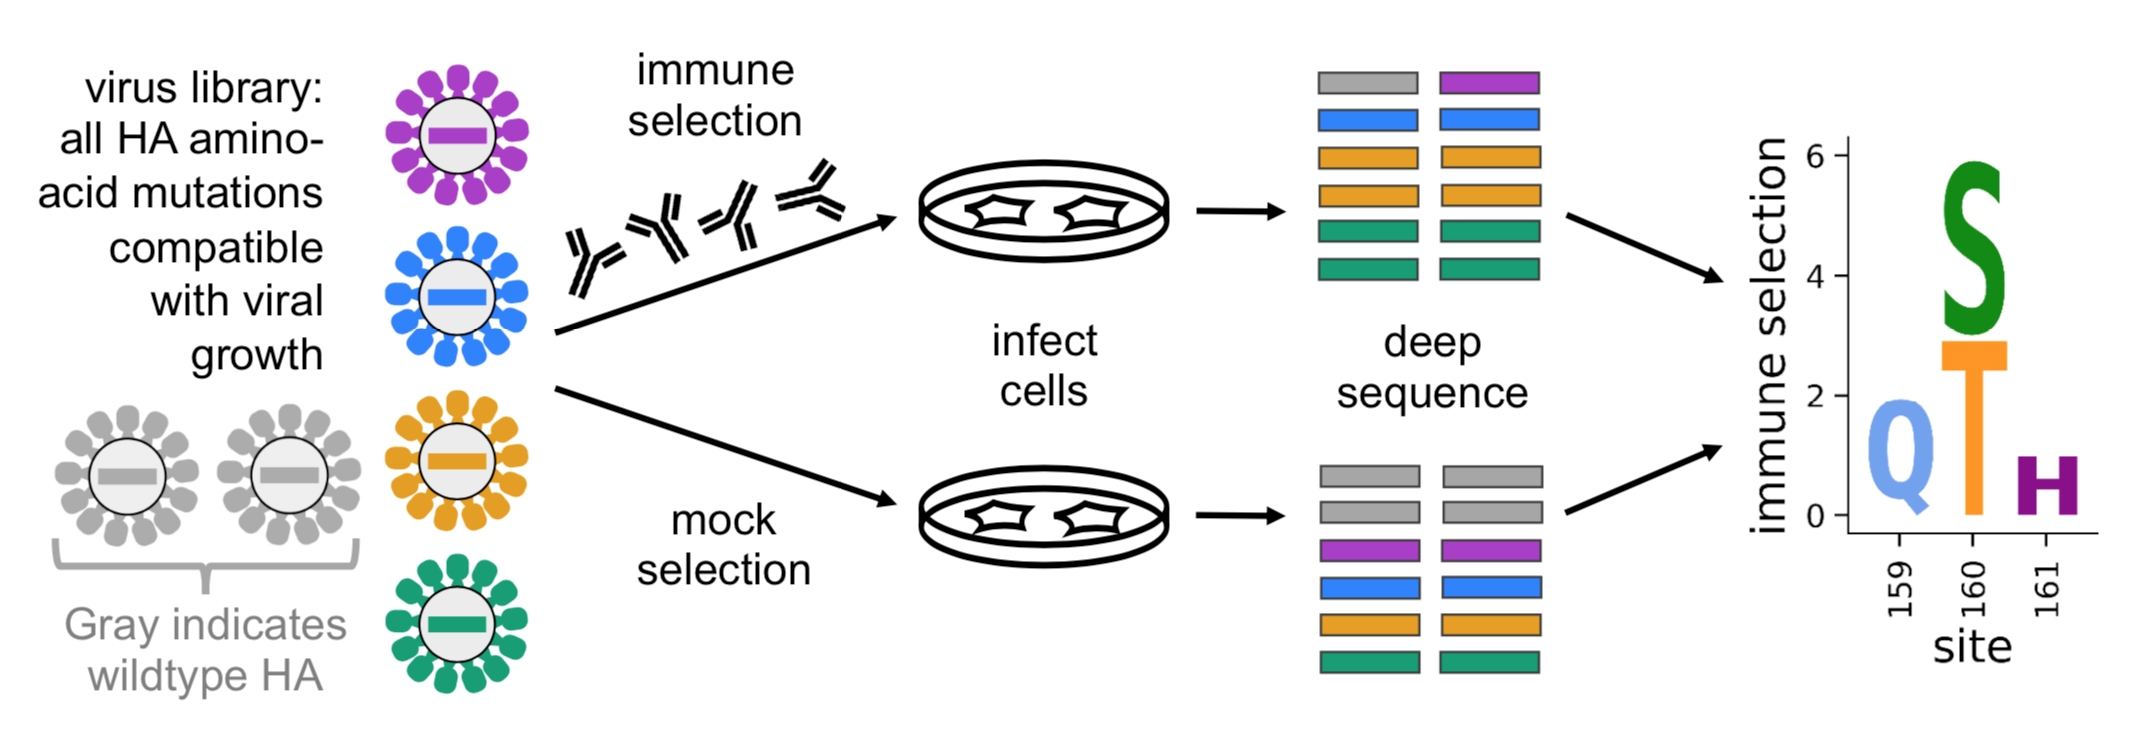 virus library:
all HA amino-
acid mutations
compatible
with viral
growth
Gray indicates
wildtype HA
immune
selection
mock
selection
infect
cells
deep
sequence
immune selection
6
4
2
0
S
Q
T
H
159
160
161
site